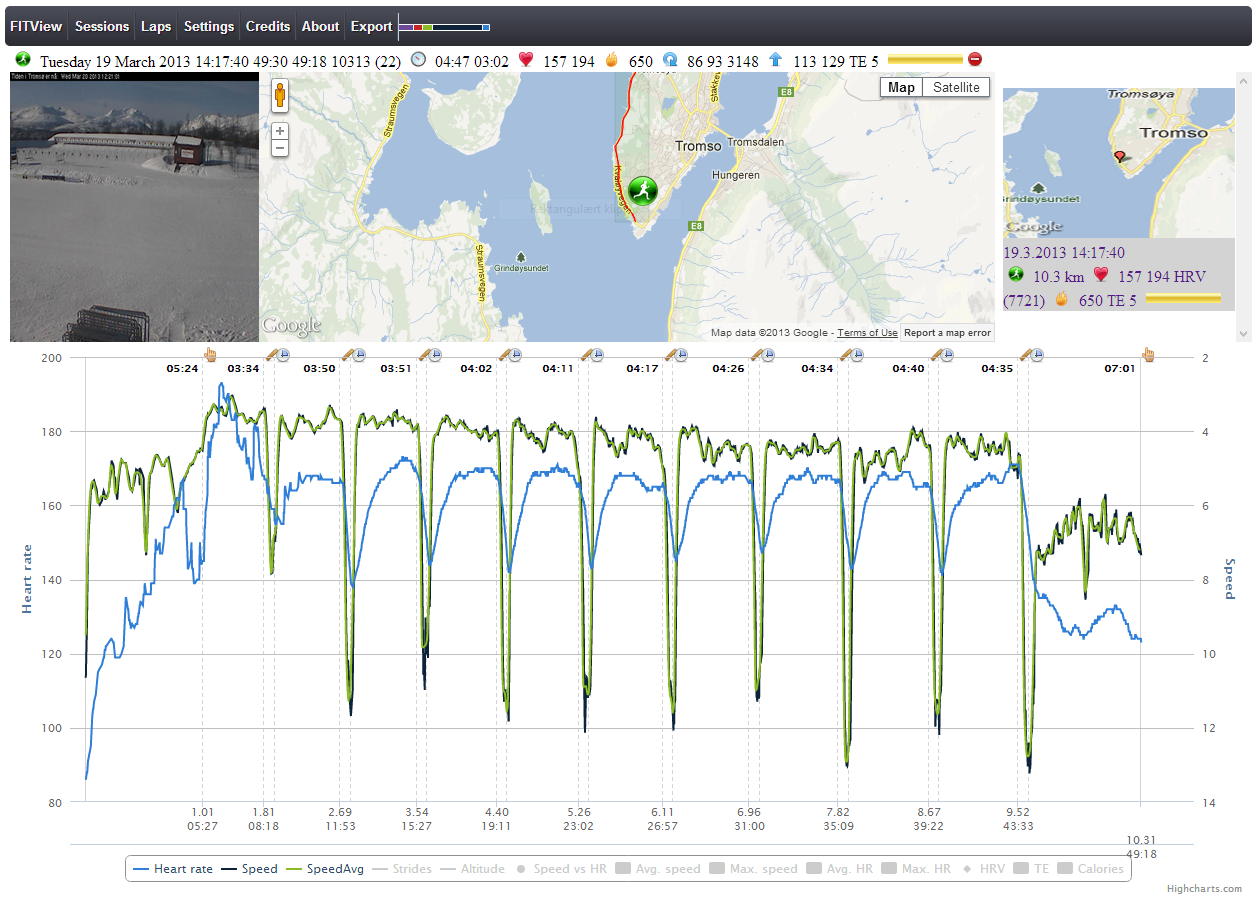 FITView Sessions Laps Settings Credits About Export
Tuesday 19 March 2013 14:17:40 49:30 49:18 10313 (22) 04:47 03:02 157 194 650 86 93 3148 113 129 TE 5
Tiden i Tromsø er nå: Wed Mar 20 2013 12:21:01
Map Satellite
Straumsvegen
Stakkevollvegen
E8
Tromso
Tromsdalen
Hungeren
Kvaløyvegen
E8
Straumsvegen
Grindøysundet
Google
Map data ©2013 Google - Terms of Use Report a map error
Tromsøya
Tromso
Grindøysundet
Google
19.3.2013 14:17:40
10.3 km 157 194 HRV
(7721) 650 TE 5
200 2
05:24 03:34 03:50 03:51 04:02 04:11 04:17 04:26 04:34 04:40 04:35 07:01
180 4
160 6
140 8
Heart rate
Speed
120 10
100 12
80 14
1.01 1.81 2.69 3.54 4.40 5.26 6.11 6.96 7.82 8.67 9.52
05:27 08:18 11:53 15:27 19:11 23:02 26:57 31:00 35:09 39:22 43:33
10.31
49:18
Heart rate Speed SpeedAvg Strides Altitude Speed vs HR Avg. speed Max. speed Avg. HR Max. HR HRV TE Calories
Highcharts.com